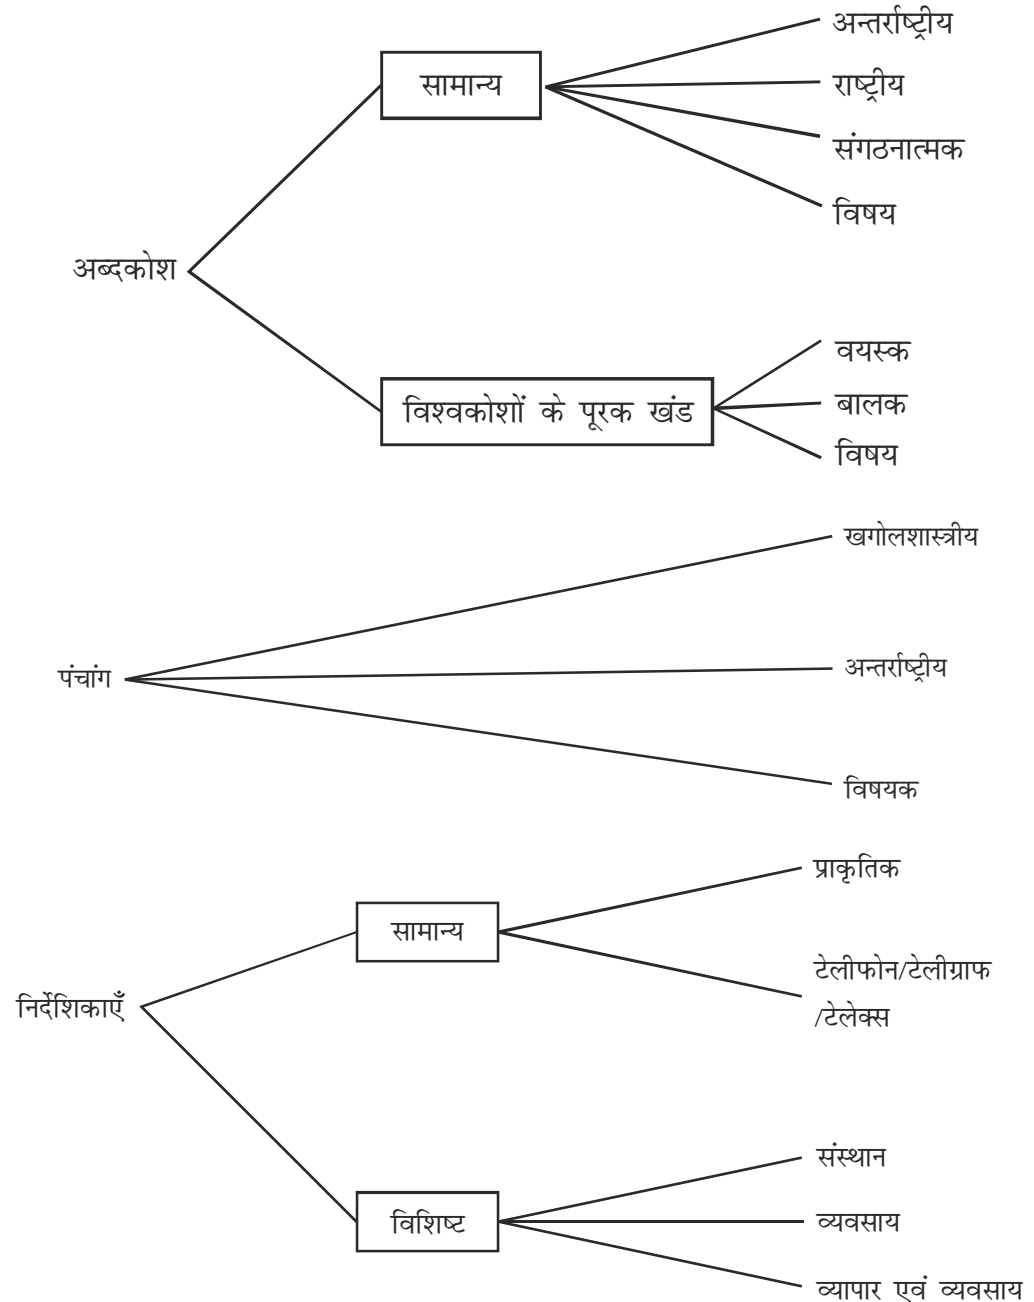 अन्तर्राष्ट्रीय
सामान्य
राष्ट्रीय
संगठनात्मक
विषय
अब्दकोश
वयस्क
विश्वकोशों के पूरक खंड
बालक
विषय
खगोलशास्त्रीय
पंचांग
अन्तर्राष्ट्रीय
विषयक
प्राकृतिक
सामान्य
टेलीफोन/टेलीग्राफ
/टेलेक्स
निर्देशिकाएँ
संस्थान
विशिष्ट
व्यवसाय
व्यापार एवं व्यवसाय